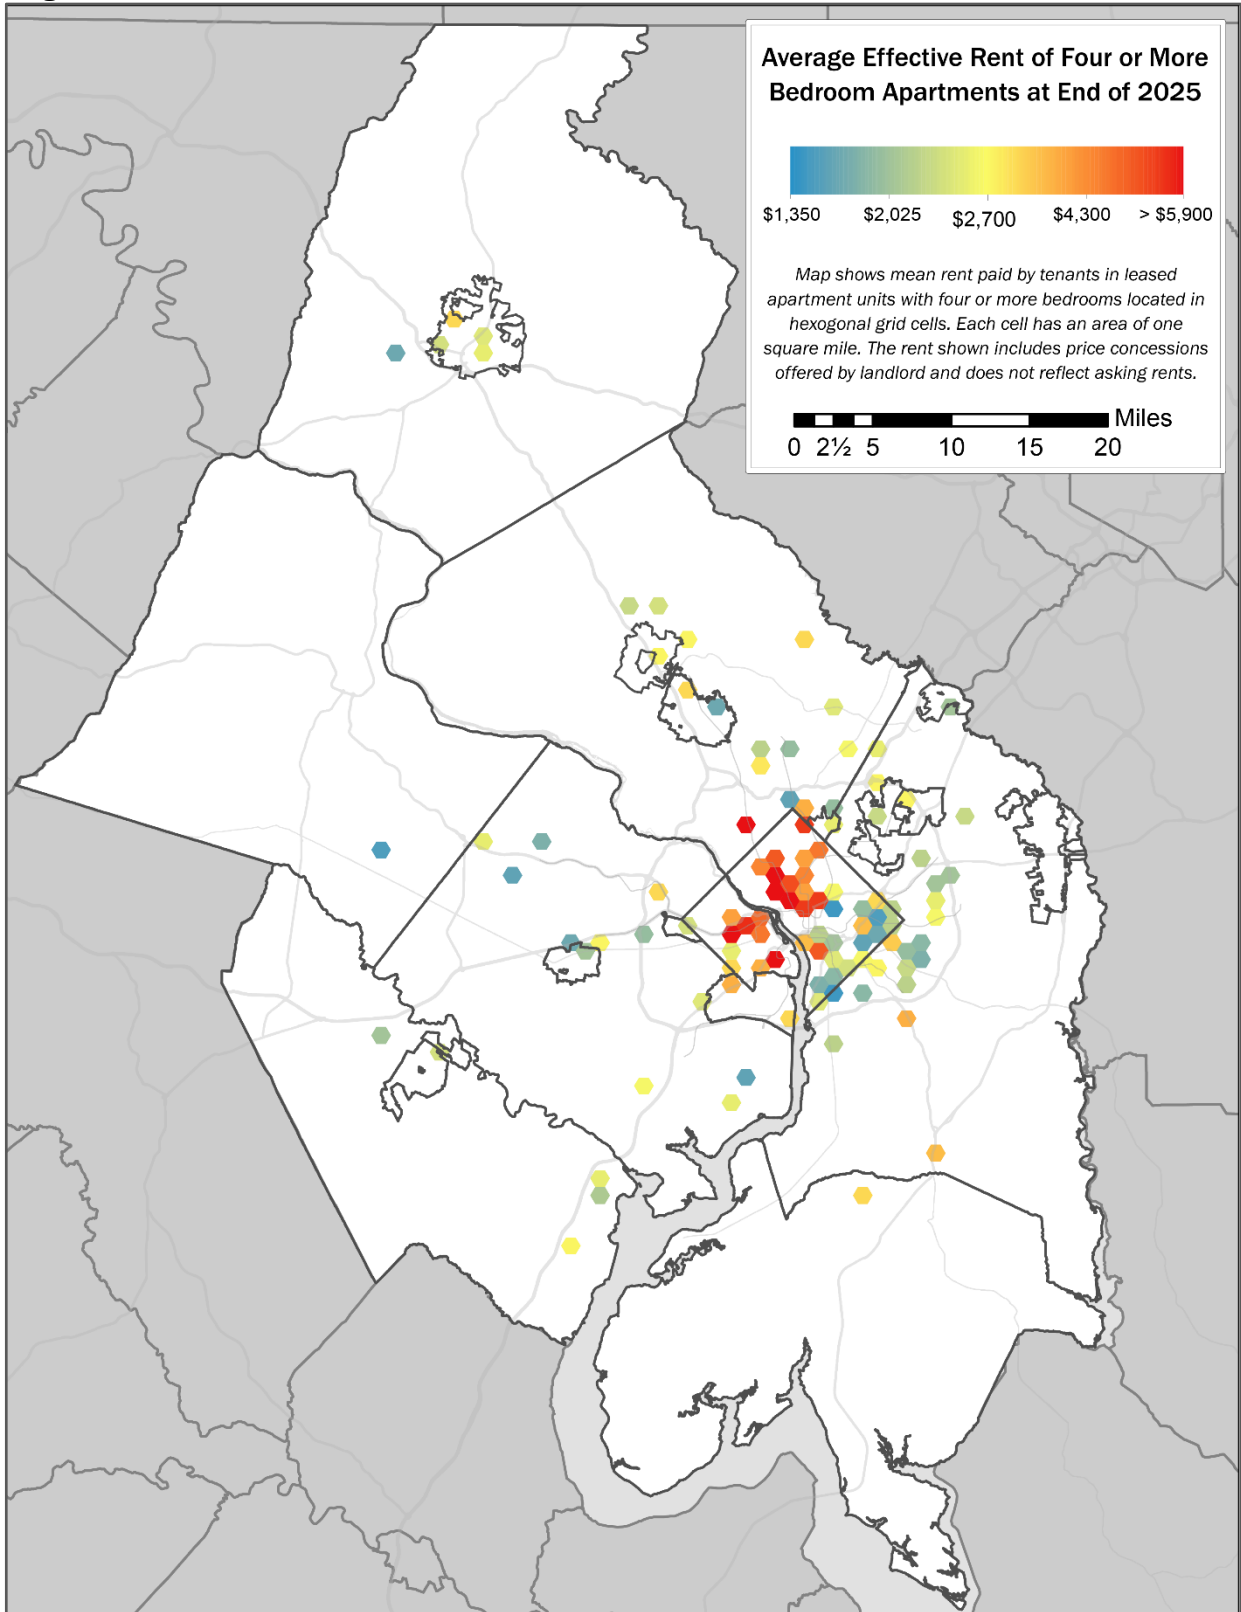 Average Effective Rent of Four or More
Bedroom Apartments at End of 2025
$1,350 $2,025 $2,700 $4,300 > $5,900
Map shows mean rent paid by tenants in leased
apartment units with four or more bedrooms located in
hexogonal grid cells. Each cell has an area of one
square mile. The rent shown includes price concessions
offered by landlord and does not reflect asking rents.
Miles
0 2½ 5 10 15 20